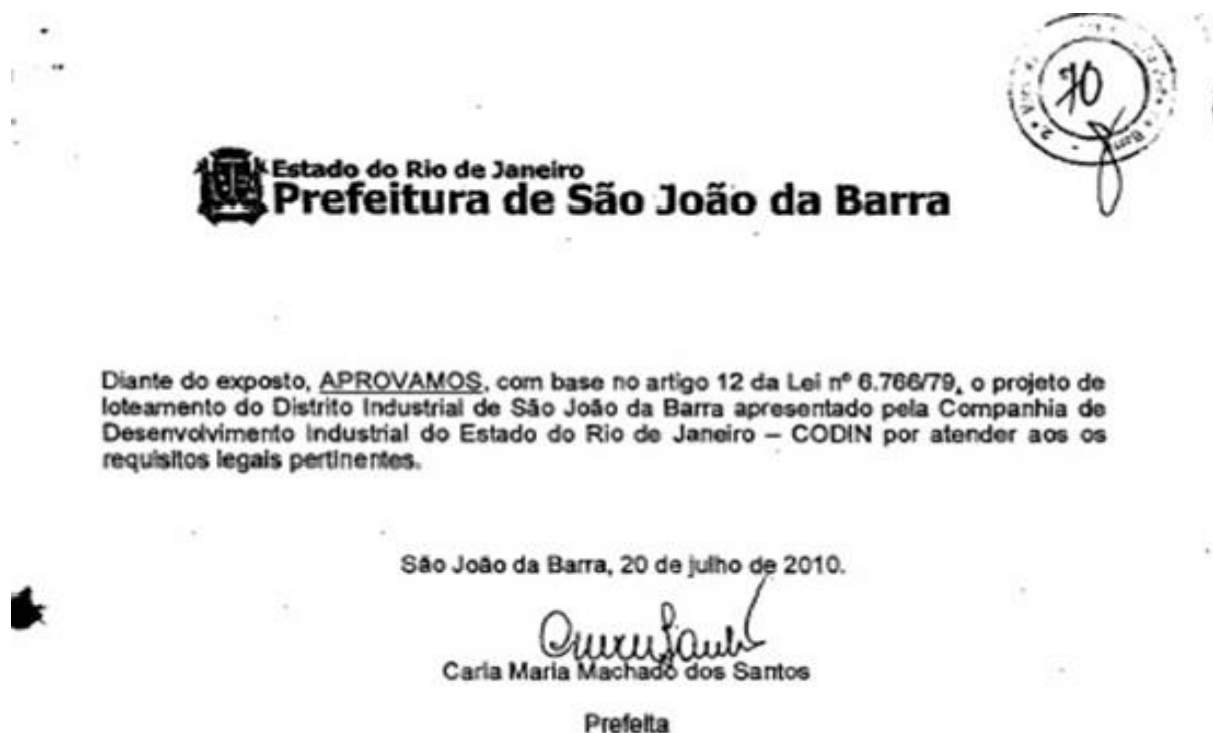 70
Estado do Rio de Janeiro
Prefeitura de São João da Barra
Diante do exposto, APROVAMOS, com base no artigo 12 da Lei nº 6.766/79, o projeto de
loteamento do Distrito Industrial de São João da Barra apresentado pela Companhia de
Desenvolvimento Industrial do Estado do Rio de Janeiro – CODIN por atender aos os
requisitos legais pertinentes.
São João da Barra, 20 de julho de 2010.
Carla Maria Machado dos Santos
Prefeita